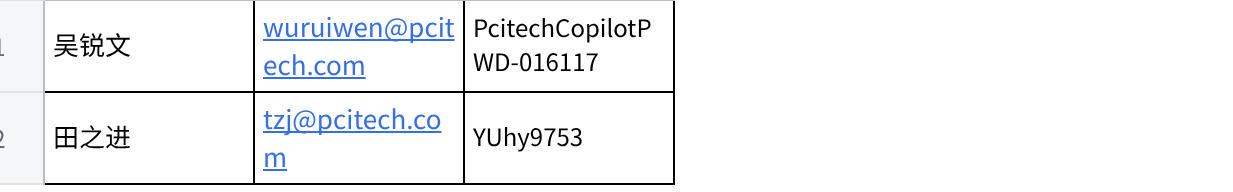 1
吴锐文
wuruiwen@pcit
ech.com
PcitechCopilotP
WD-016117
2
田之进
tzj@pcitech.co
m
YUhy9753